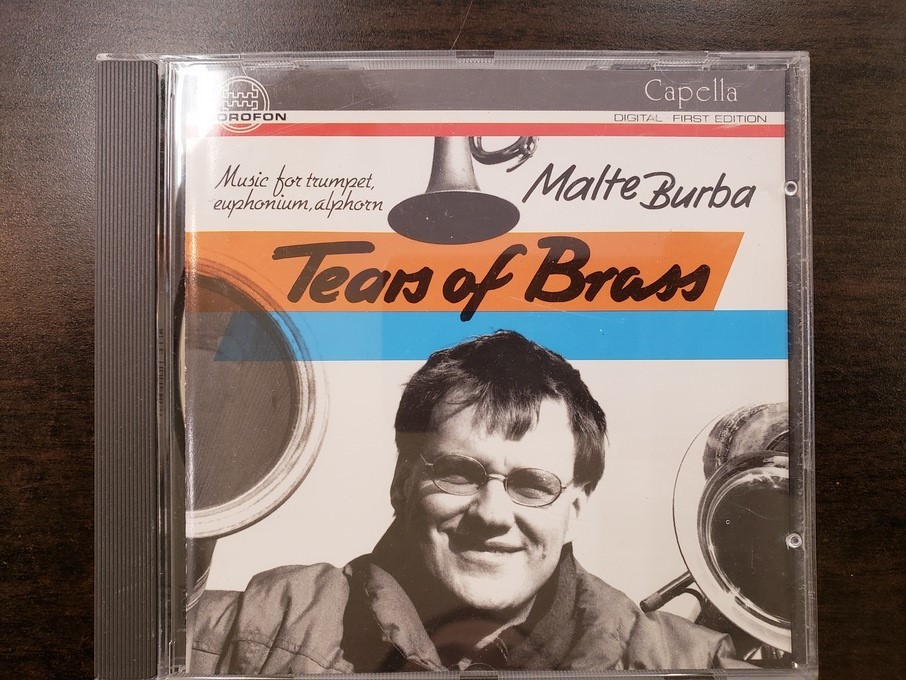 OROFON
Capella
DIGITAL FIRST EDITION
Music for trumpet,
euphonium, alphorn
Malte Burba
Tears of Brass